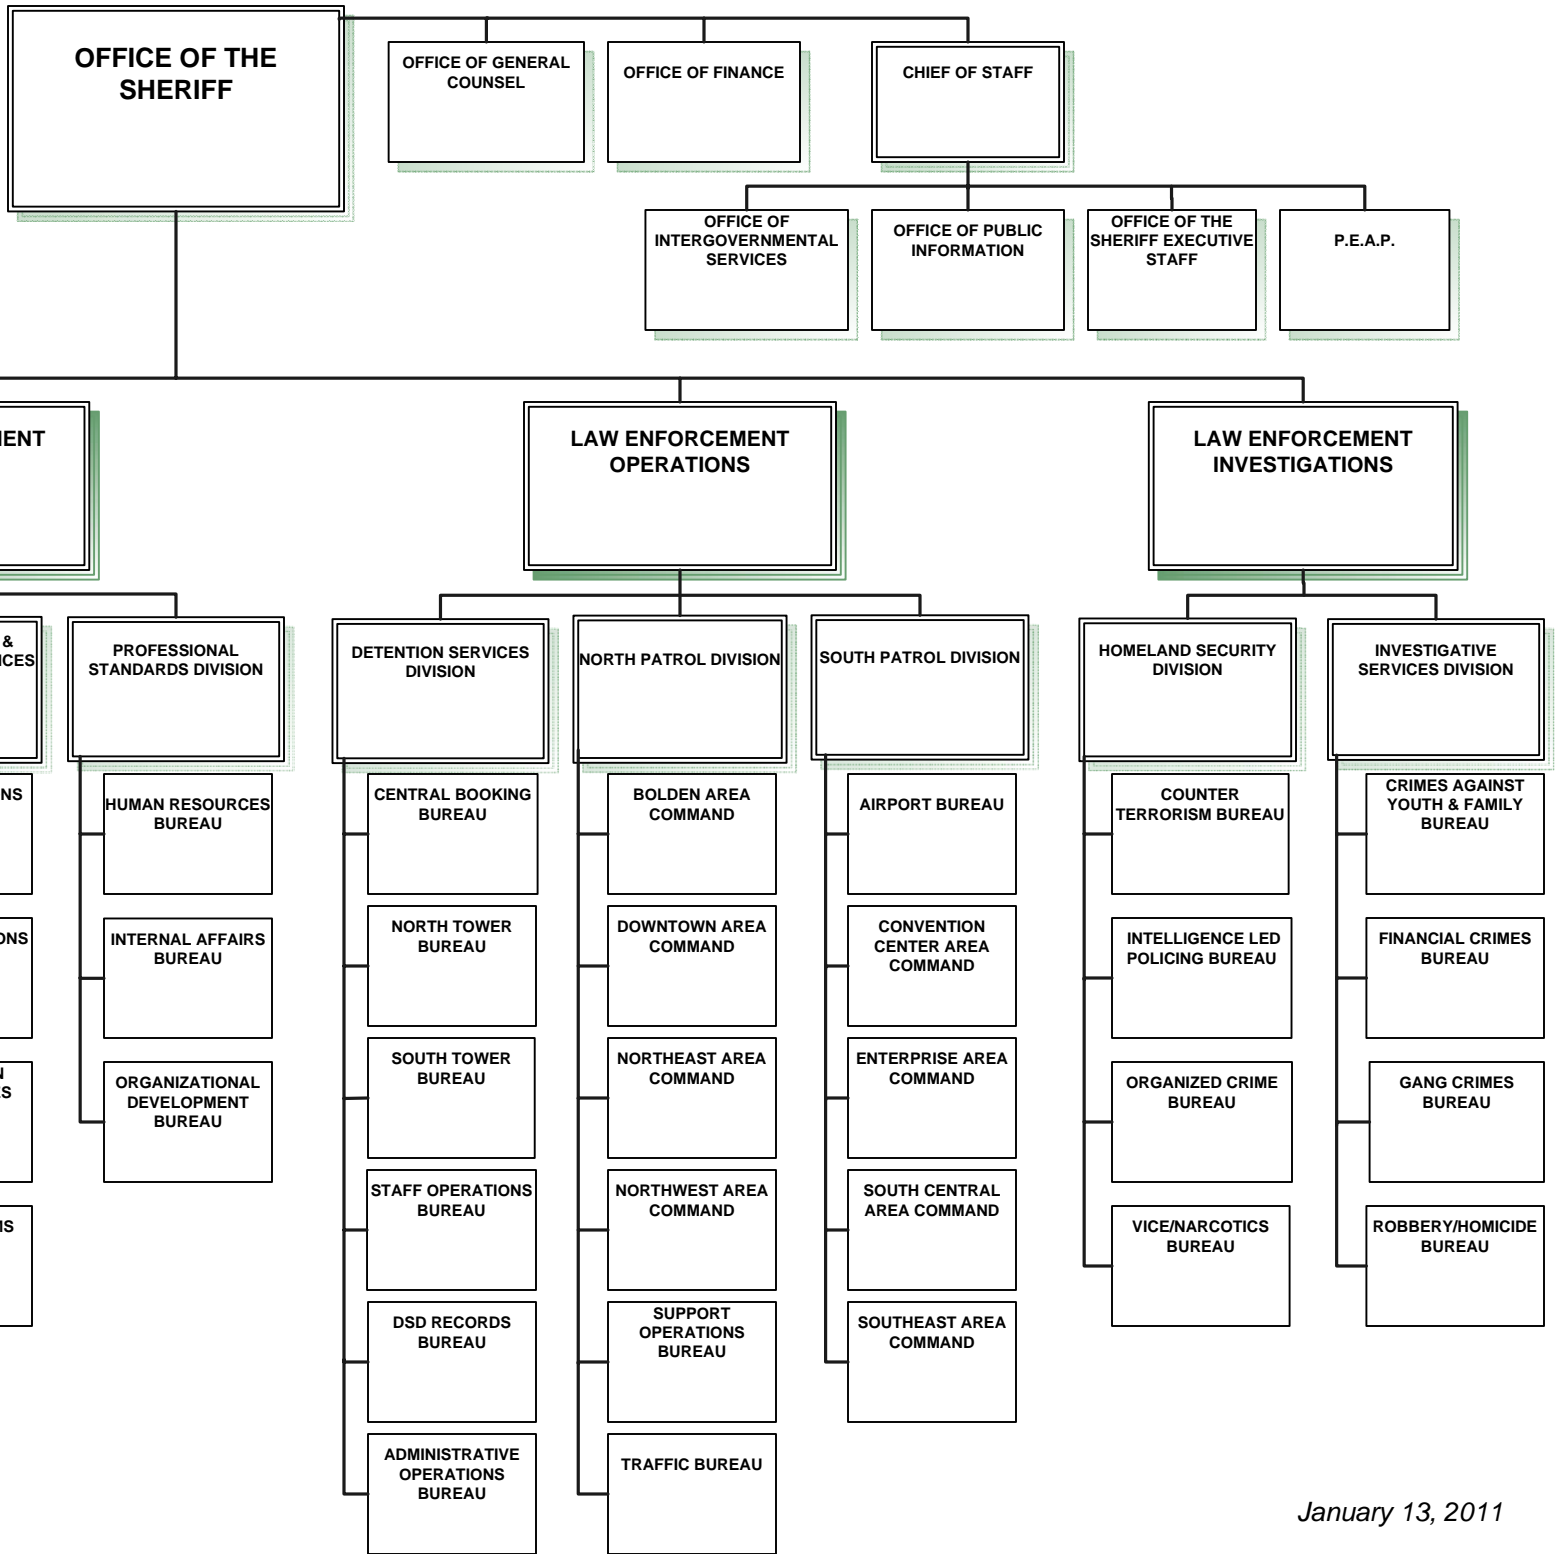 OFFICE OF THE
SHERIFF
OFFICE OF GENERAL
COUNSEL
OFFICE OF FINANCE
CHIEF OF STAFF
OFFICE OF
INTERGOVERNMENTAL
SERVICES
OFFICE OF PUBLIC
INFORMATION
OFFICE OF THE
SHERIFF EXECUTIVE
STAFF
P.E.A.P.
LAW ENFORCEMENT
OPERATIONS
LAW ENFORCEMENT
INVESTIGATIONS
&
PROFESSIONAL
STANDARDS DIVISION
HUMAN RESOURCES
BUREAU
INTERNAL AFFAIRS
BUREAU
ORGANIZATIONAL
DEVELOPMENT
BUREAU
DETENTION SERVICES
DIVISION
CENTRAL BOOKING
BUREAU
NORTH TOWER
BUREAU
SOUTH TOWER
BUREAU
STAFF OPERATIONS
BUREAU
DSD RECORDS
BUREAU
ADMINISTRATIVE
OPERATIONS
BUREAU
NORTH PATROL DIVISION
BOLDEN AREA
COMMAND
DOWNTOWN AREA
COMMAND
NORTHEAST AREA
COMMAND
NORTHWEST AREA
COMMAND
SUPPORT
OPERATIONS
BUREAU
TRAFFIC BUREAU
SOUTH PATROL DIVISION
AIRPORT BUREAU
CONVENTION
CENTER AREA
COMMAND
ENTERPRISE AREA
COMMAND
SOUTH CENTRAL
AREA COMMAND
SOUTHEAST AREA
COMMAND
HOMELAND SECURITY
DIVISION
COUNTER
TERRORISM BUREAU
INTELLIGENCE LED
POLICING BUREAU
ORGANIZED CRIME
BUREAU
VICE/NARCOTICS
BUREAU
INVESTIGATIVE
SERVICES DIVISION
CRIMES AGAINST
YOUTH & FAMILY
BUREAU
FINANCIAL CRIMES
BUREAU
GANG CRIMES
BUREAU
ROBBERY/HOMICIDE
BUREAU
January 13, 2011